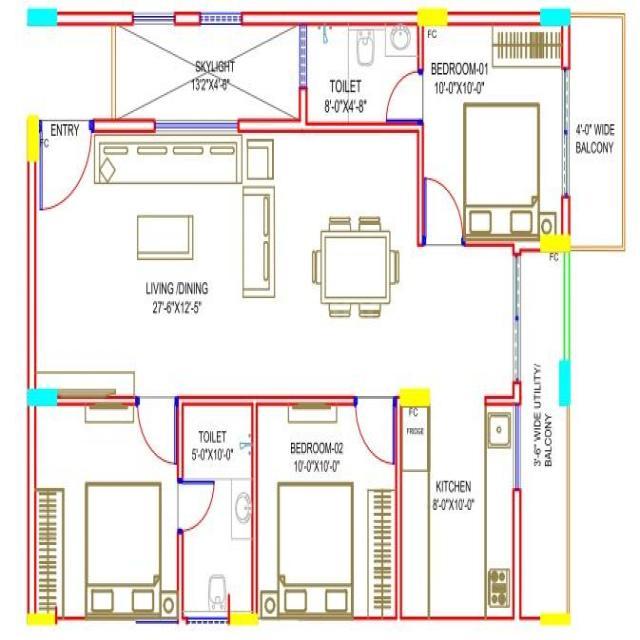 FC
SKYLIGHT
13'2"X4'-6"
TOILET
8'-0"X4'-8"
BEDROOM-01
10'-0"X10'-0"
4'-0" WIDE
BALCONY
ENTRY
FC
FC
LIVING /DINING
27'-6"X12'-5"
3'-6" WIDE UTILITY/
BALCONY
FC
FRIDGE
TOILET
5'-0"X10'-0"
BEDROOM-02
10'-0"X10'-0"
KITCHEN
8'-0"X10'-0"